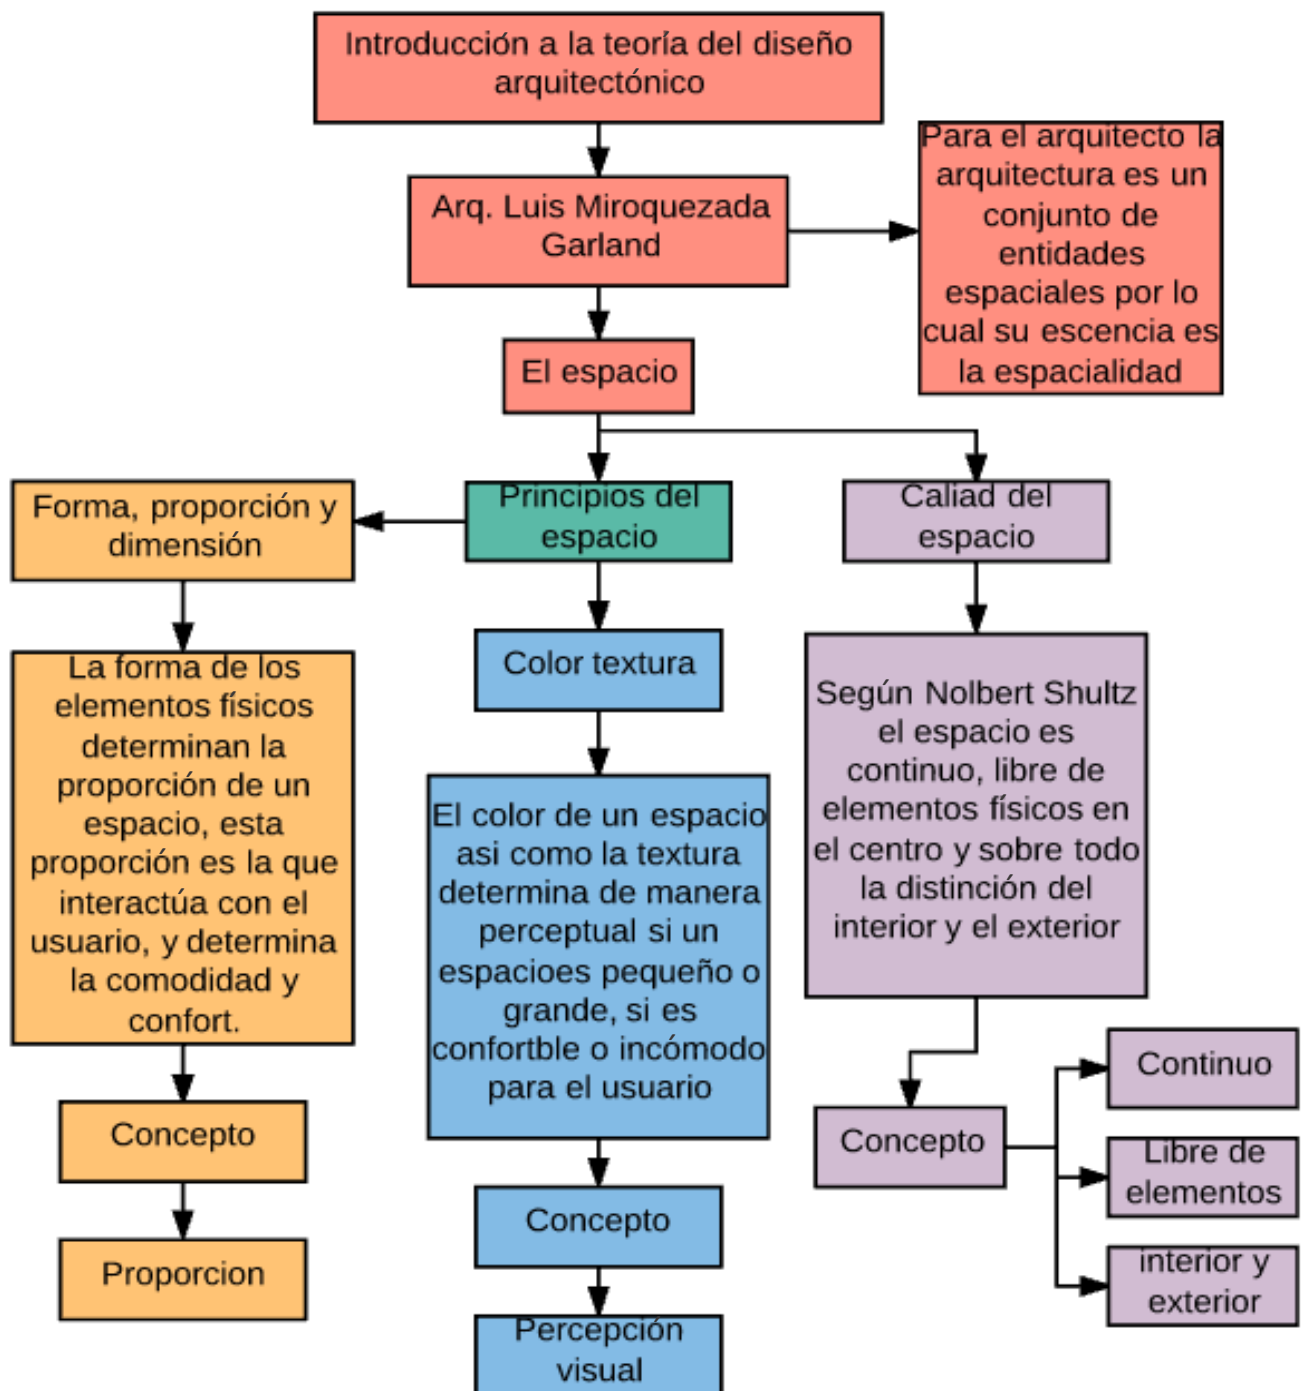 Introducción a la teoría del diseño
arquitectónico
Arq. Luis Miroquezada
Garland
Para el arquitecto la
arquitectura es un
conjunto de
entidades
espaciales por lo
cual su escencia es
la espacialidad
El espacio
Forma, proporción y
dimensión
Principios del
espacio
Caliad del
espacio
La forma de los
elementos físicos
determinan la
proporción de un
espacio, esta
proporción es la que
interactúa con el
usuario, y determina
la comodidad y
confort.
Concepto
Proporcion
Color textura
El color de un espacio
asi como la textura
determina de manera
perceptual si un
espacioes pequeño o
grande, si es
confortble o incómodo
para el usuario
Concepto
Percepción
visual
Según Nolbert Shultz
el espacio es
continuo, libre de
elementos físicos en
el centro y sobre todo
la distinción del
interior y el exterior
Concepto
Continuo
Libre de
elementos
interior y
exterior